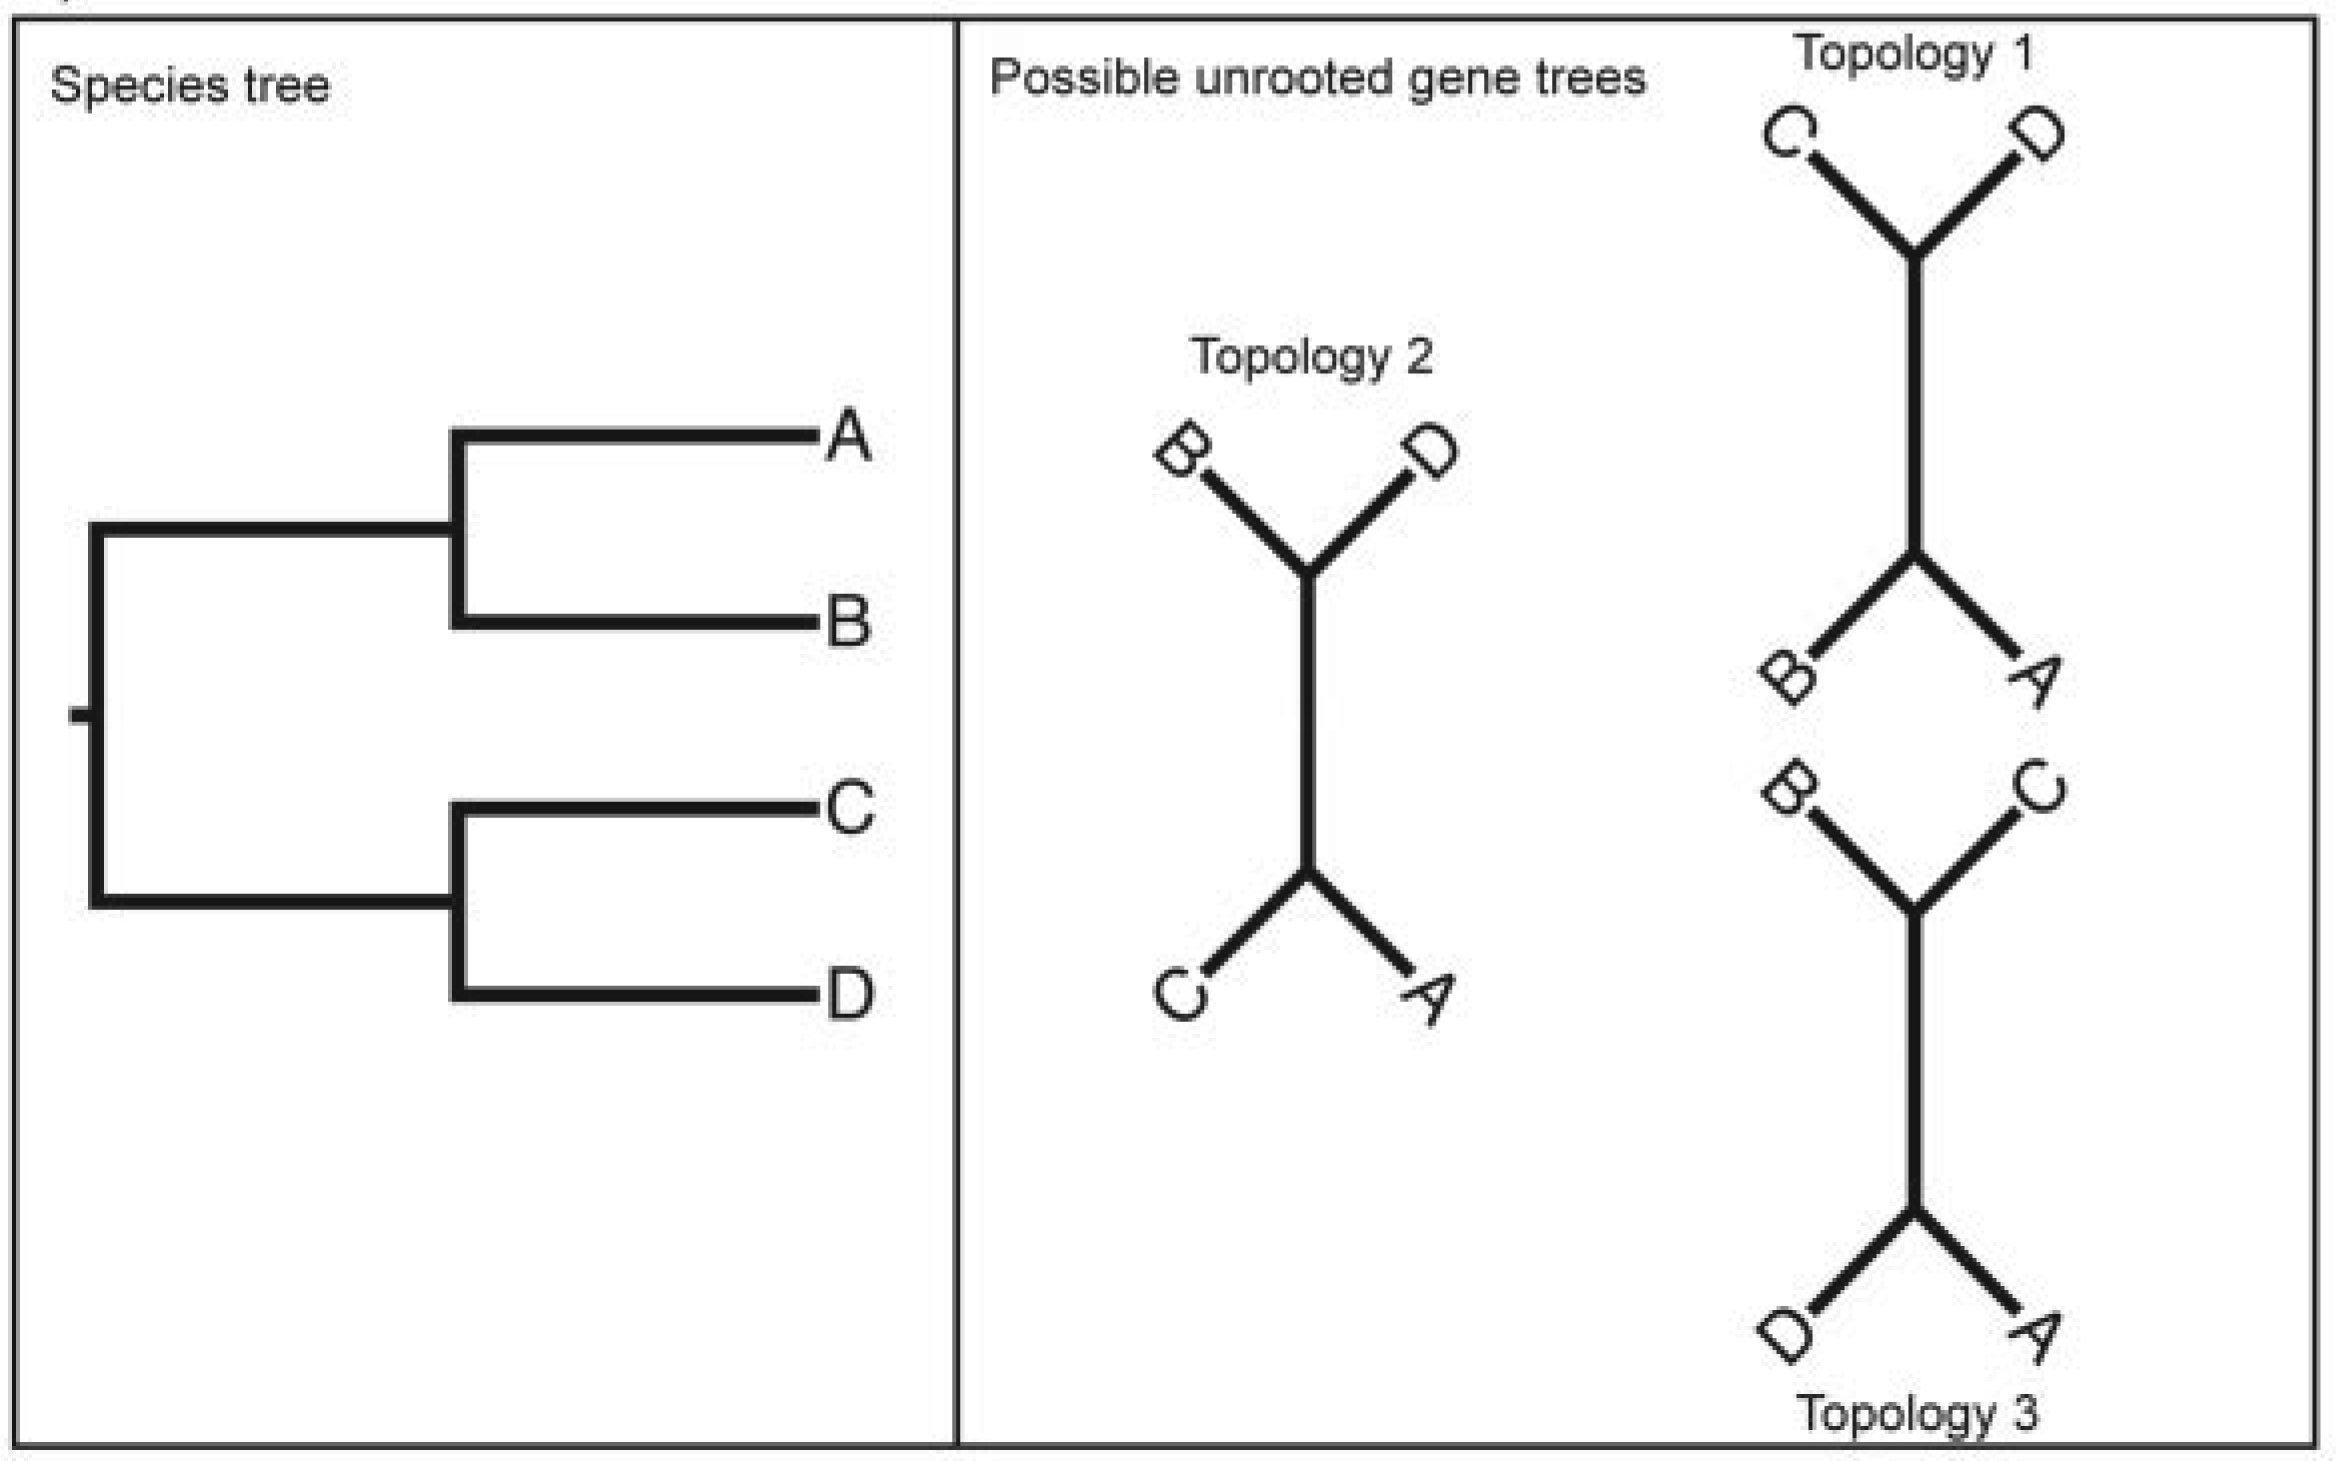 Species tree
A
B
C
D
Possible unrooted gene trees
Topology 1
C D
B A
Topology 2
B D
C A
B C
D A
Topology 3